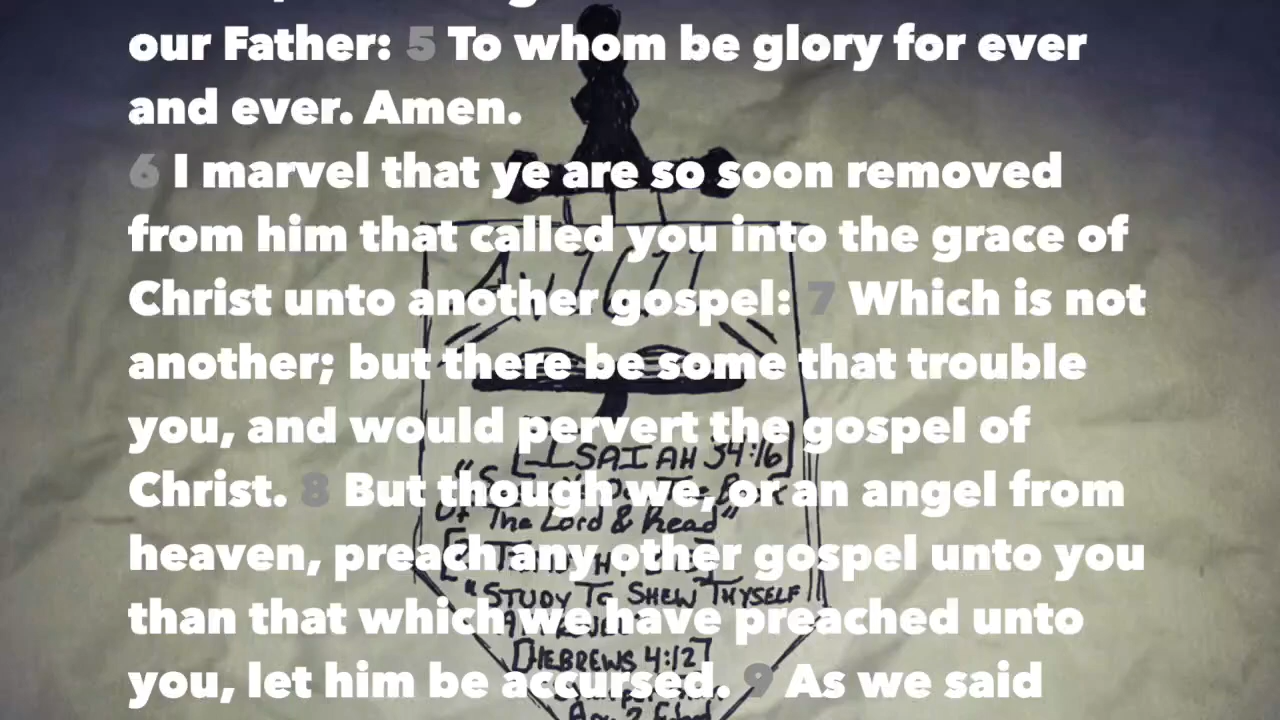 our Father: 5 To whom be glory for ever
and ever. Amen.
6 I marvel that ye are so soon removed
from him that called you into the grace of
Christ unto another gospel: 7 Which is not
another; but there be some that trouble
you, and would pervert the gospel of
Christ. 8 But though we, or an angel from
heaven, preach any other gospel unto you
than that which we have preached unto
you, let him be accursed. 9 As we said
1611
[ISAIAH 34:16]
Of The Lord & Read"
"STUDY TO SHEW THYSELF
[HEBREWS 4:12]